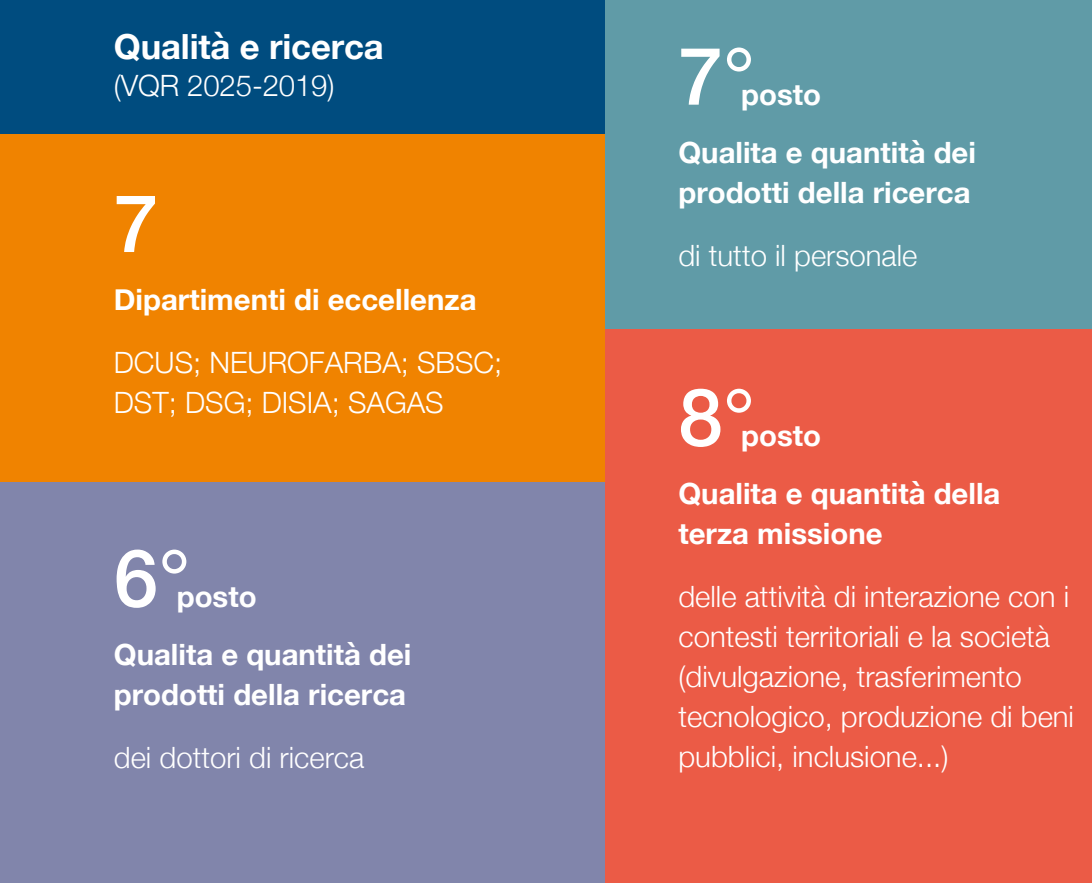 Qualità e ricerca
(VQR 2025-2019)
7
Dipartimenti di eccellenza
DCUS; NEUROFARBA; SBSC;
DST; DSG; DISIA; SAGAS
6° posto
Qualita e quantità dei
prodotti della ricerca
dei dottori di ricerca
7° posto
Qualita e quantità dei
prodotti della ricerca
di tutto il personale
8° posto
Qualita e quantità della
terza missione
delle attività di interazione con i
contesti territoriali e la società
(divulgazione, trasferimento
tecnologico, produzione di beni
pubblici, inclusione...)